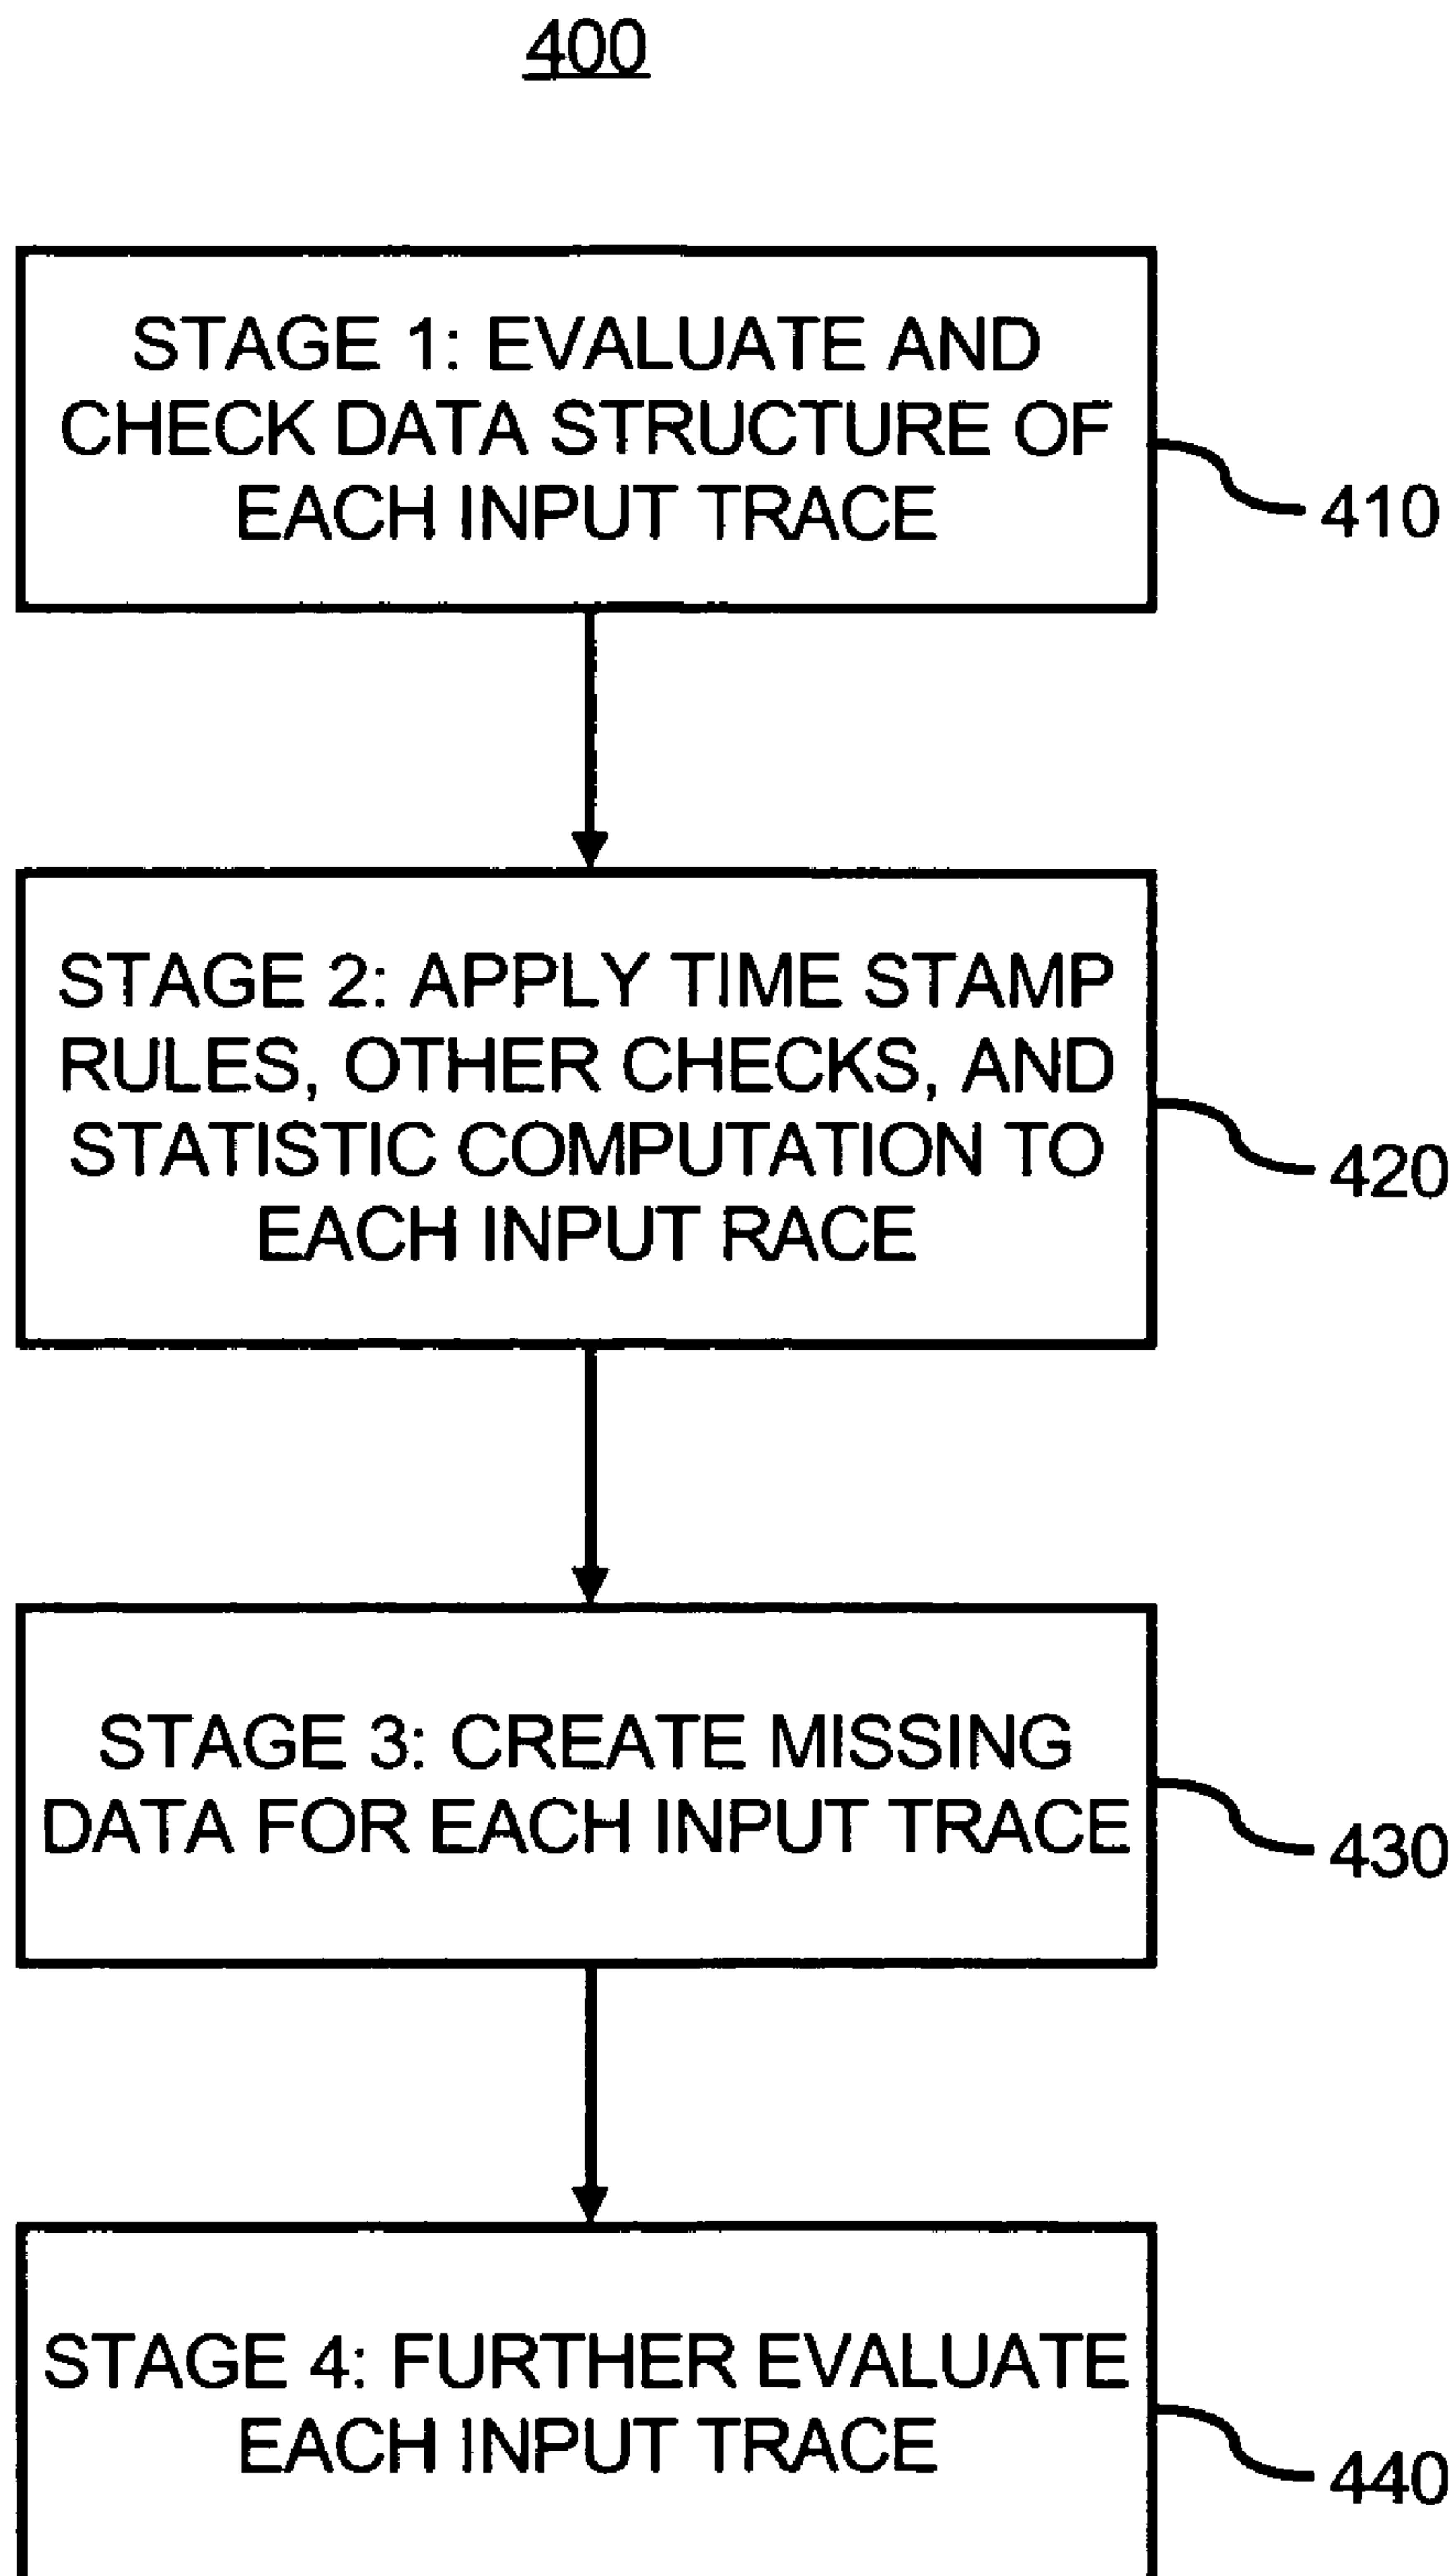 400
STAGE 1: EVALUATE AND
CHECK DATA STRUCTURE OF
EACH INPUT TRACE
410
STAGE 2: APPLY TIME STAMP
RULES, OTHER CHECKS, AND
STATISTIC COMPUTATION TO
EACH INPUT RACE
420
STAGE 3: CREATE MISSING
DATA FOR EACH INPUT TRACE
430
STAGE 4: FURTHER EVALUATE
EACH INPUT TRACE
440